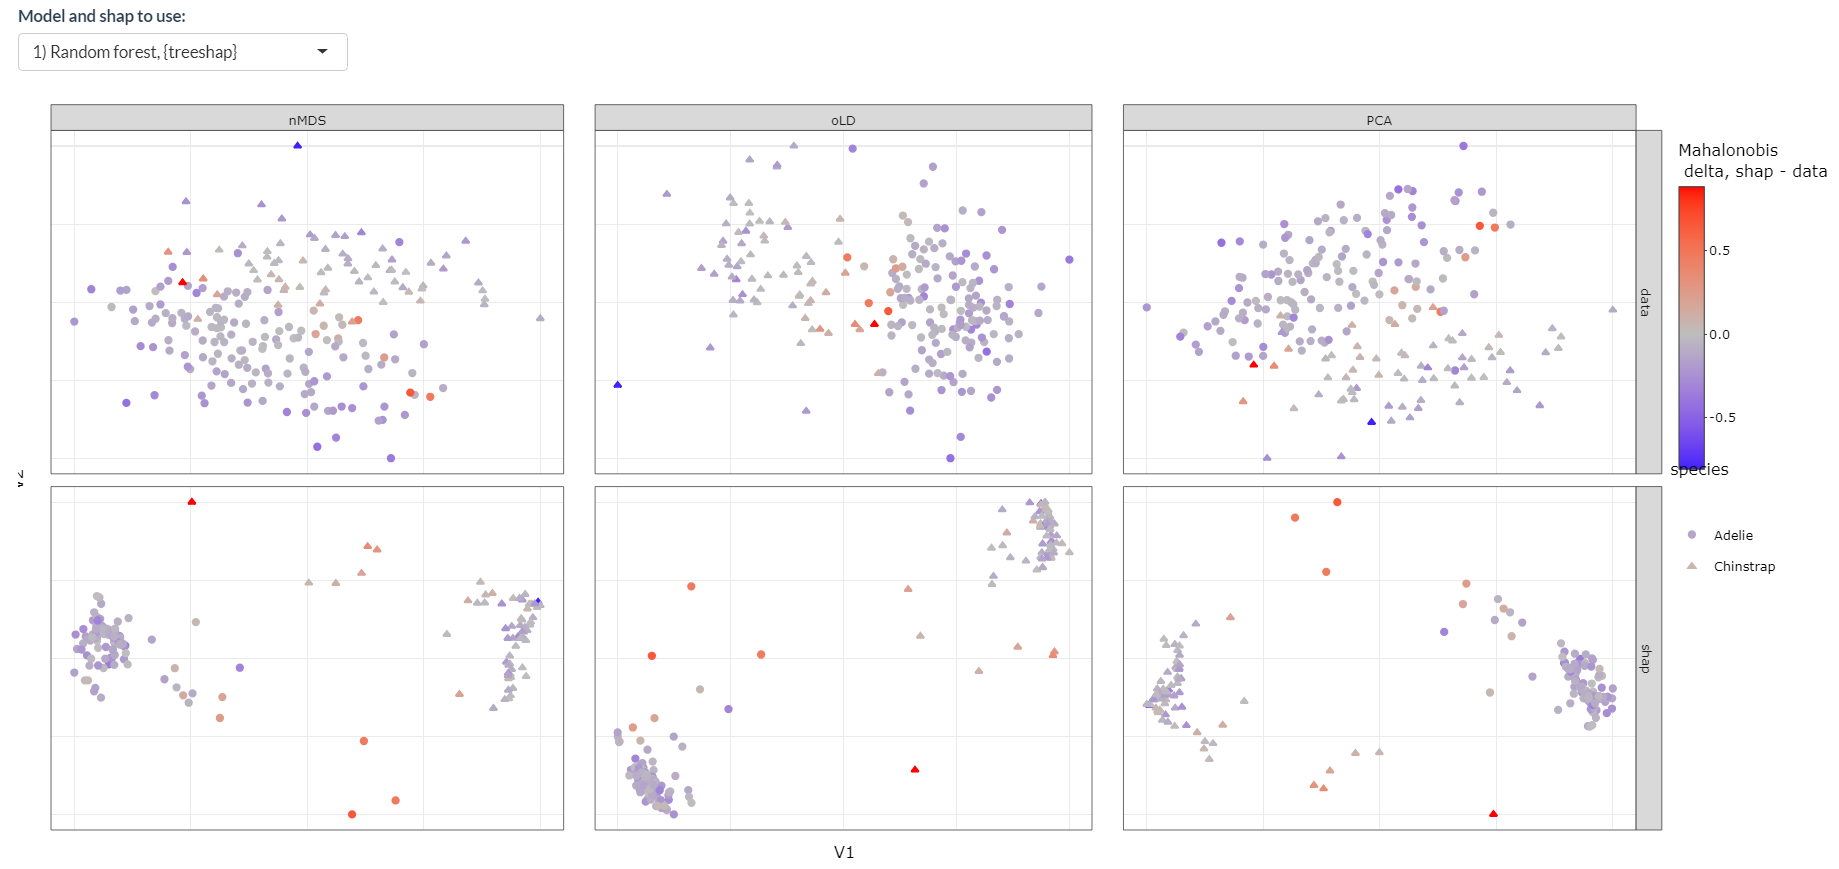 Model and shap to use:
1) Random forest, {treeshap}
nMDS
oLD
PCA
data
Mahalonobis
delta, shap - data
0.5
0.0
-0.5
species
Adelie
Chinstrap
shap
V1